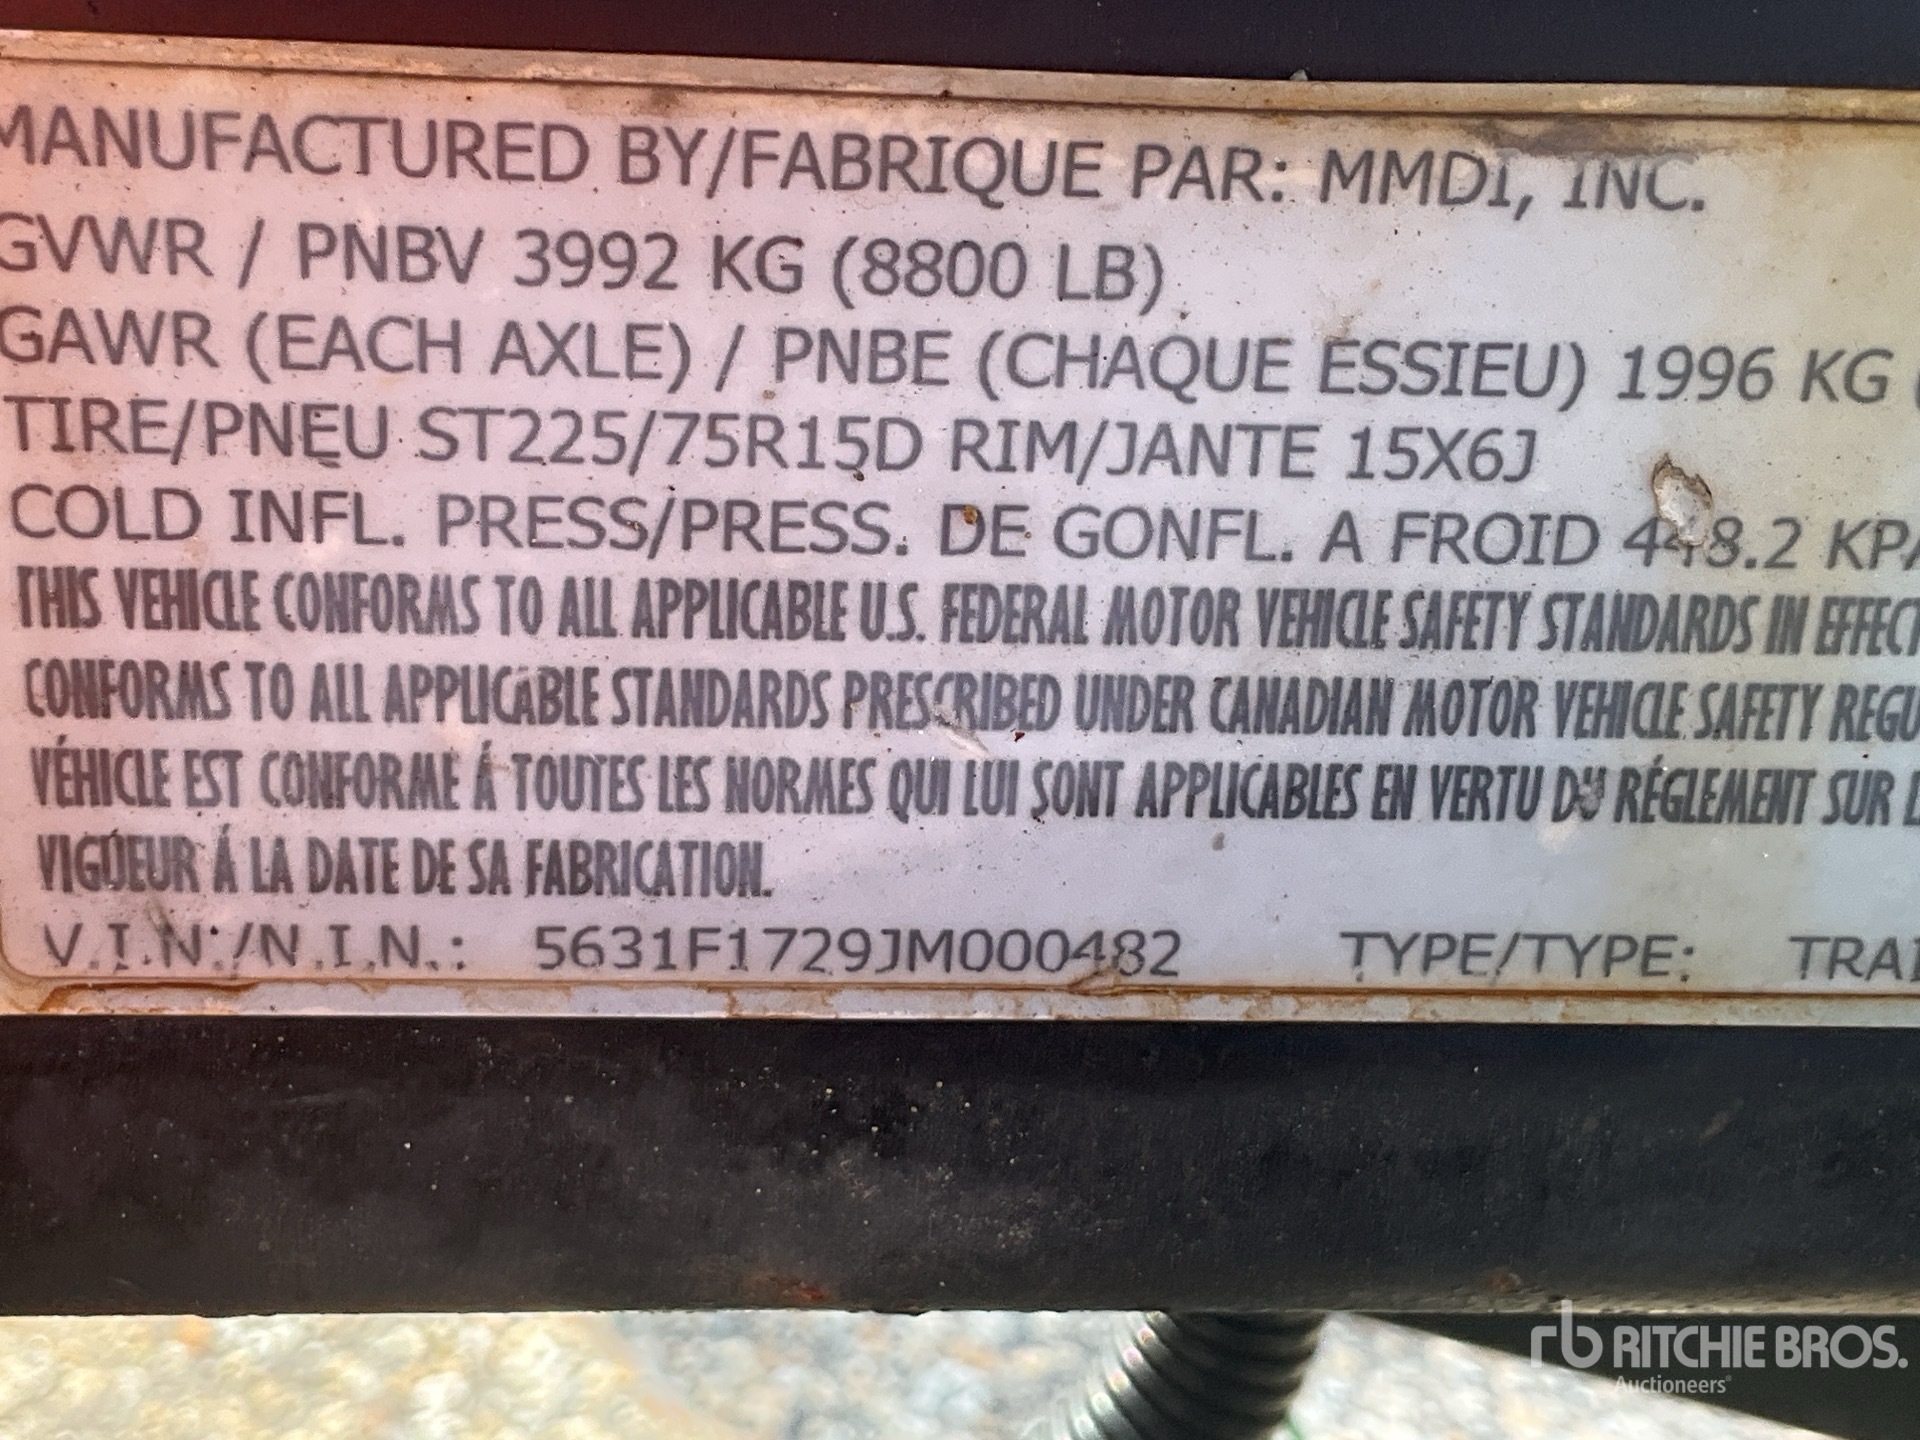 MANUFACTURED BY/FABRIQUE PAR: MMDI, INC.
GVWR / PNBV 3992 KG (8800 LB)
GAWR (EACH AXLE) / PNBE (CHAQUE ESSIEU) 1996 KG (
TIRE/PNEU ST225/75R15D RIM/JANTE 15X6J
COLD INFL. PRESS/PRESS. DE GONFL. A FROID 448.2 KPA
THIS VEHICLE CONFORMS TO ALL APPLICABLE U.S. FEDERAL MOTOR VEHICLE SAFETY STANDARDS IN EFFECT
CONFORMS TO ALL APPLICABLE STANDARDS PRESCRIBED UNDER CANADIAN MOTOR VEHICLE SAFETY REGU
VÉHICLE EST CONFORME Á TOUTES LES NORMES QUI LUI SONT APPLICABLES EN VERTU DU RÉGLEMENT SUR L
VIGUEUR Á LA DATE DE SA FABRICATION.
V.I.N./N.I.N.: 5631F1729JM000482 TYPE/TYPE: TRAI
rb RITCHIE BROS.
Auctioneers